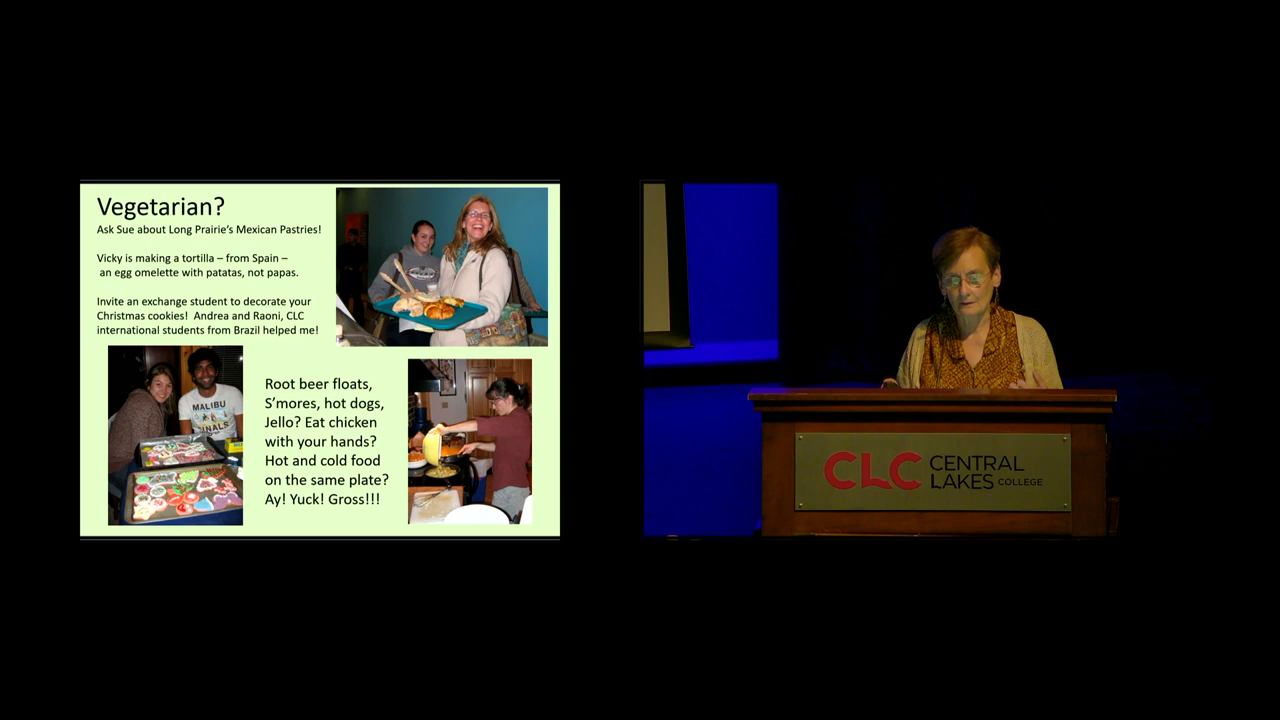 Vegetarian?
Ask Sue about Long Prairie's Mexican Pastries!
Vicky is making a tortilla – from Spain –
an egg omelette with patatas, not papas.
Invite an exchange student to decorate your
Christmas cookies! Andrea and Raoni, CLC
international students from Brazil helped me!
MALIBU
Root beer floats,
S'mores, hot dogs,
Jello? Eat chicken
with your hands?
Hot and cold food
on the same plate?
Ay! Yuck! Gross!!!
CLC CENTRAL
LAKES COLLEGE